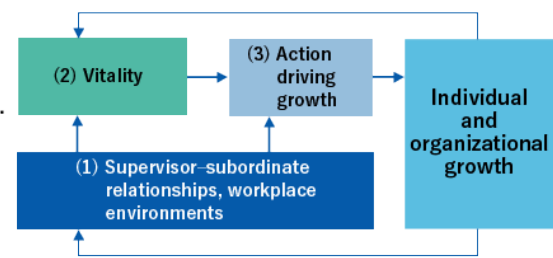 (2) Vitality
(3) Action
driving
growth
Individual
and
organizational
growth
.
(1) Supervisor–subordinate
relationships, workplace
environments